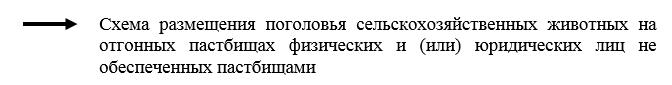 Схема размещения поголовья сельскохозяйственных животных на
отгонных пастбищах физических и (или) юридических лиц не
обеспеченных пастбищами